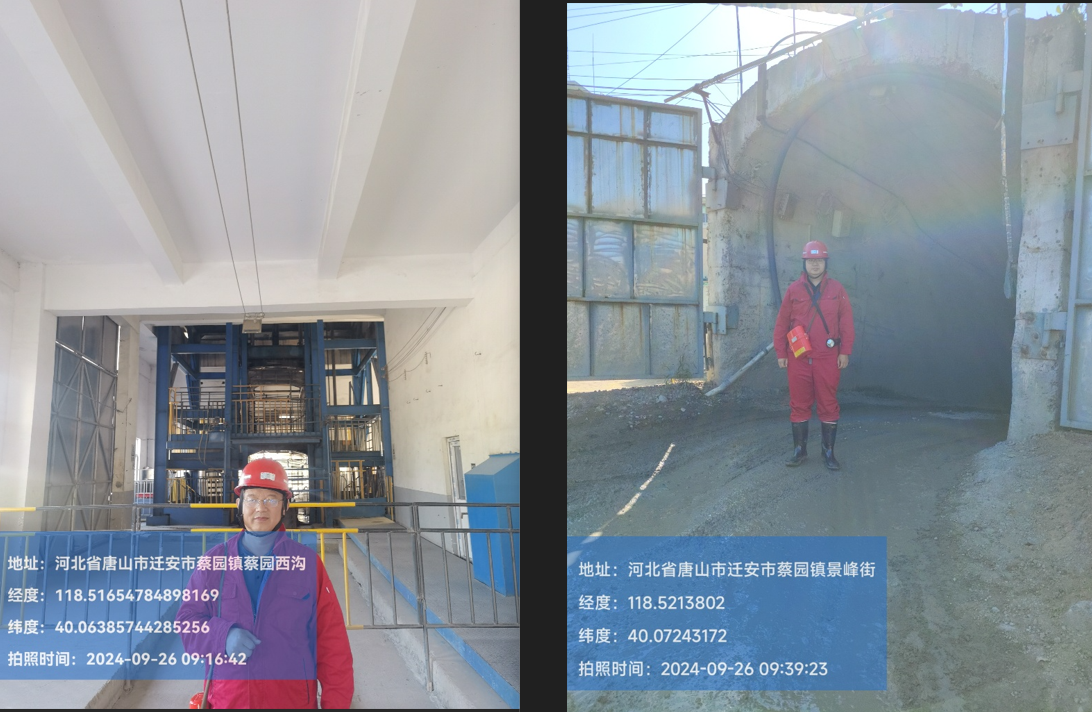 地址：河北省唐山市迁安市蔡园镇蔡园西沟
经度：118.51654784898169
纬度：40.06385744285256
拍照时间：2024-09-26 09:16:42
地址：河北省唐山市迁安市蔡园镇景峰街
经度：118.5213802
纬度：40.07243172
拍照时间：2024-09-26 09:39:23